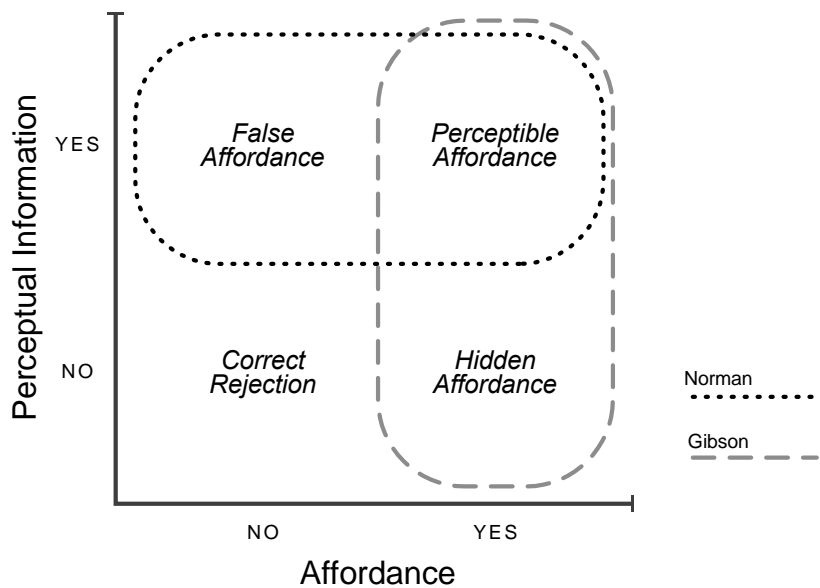 Perceptual Information
YES
NO
False
Affordance
Perceptible
Affordance
Correct
Rejection
Hidden
Affordance
NO
YES
Affordance
Norman
Gibson